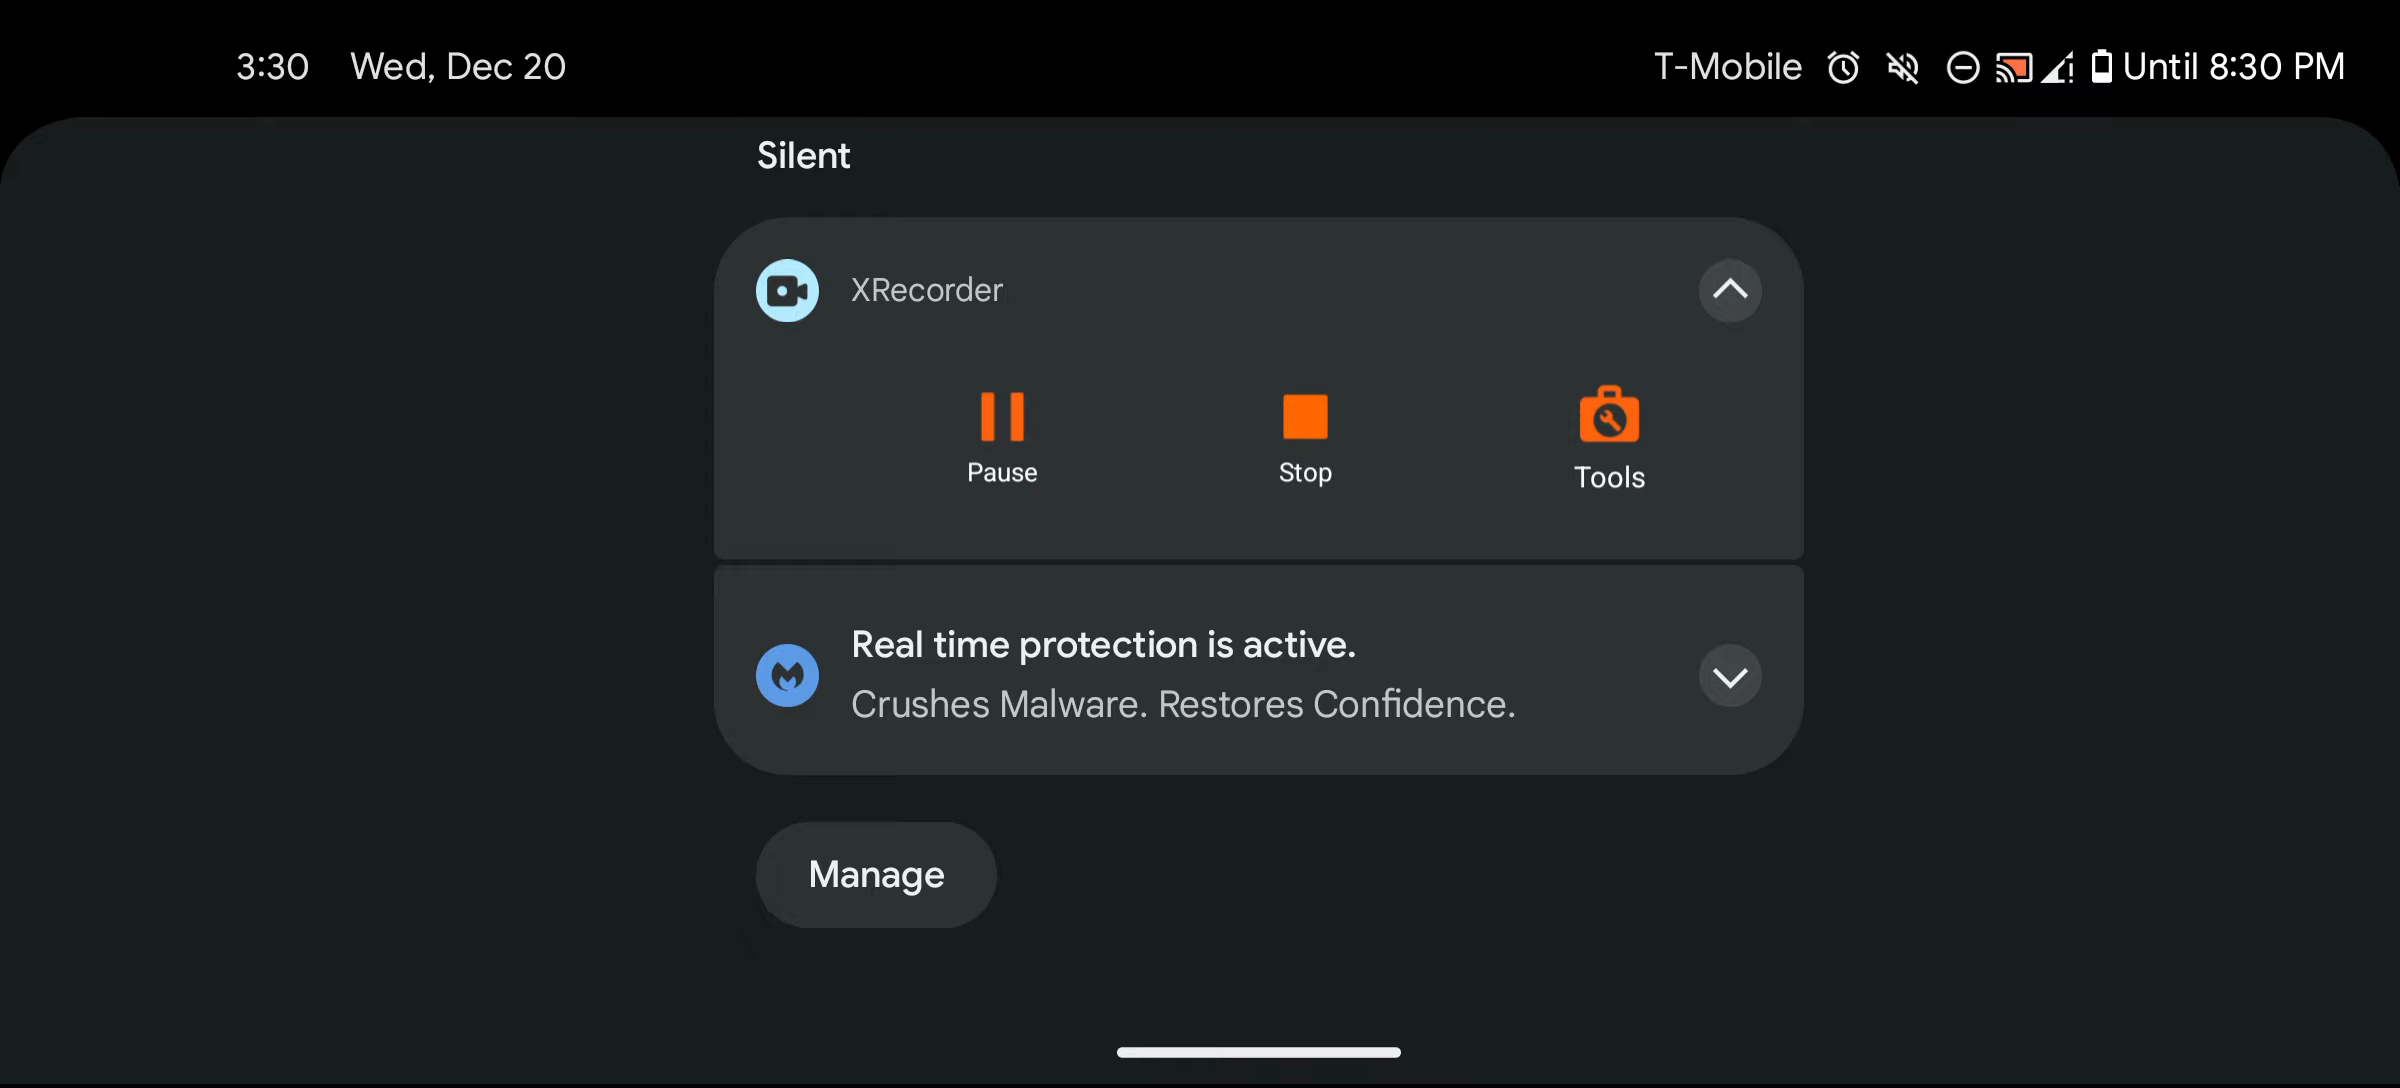 3:30 Wed, Dec 20 T-Mobile Until 8:30 PM
Silent
XRecorder
Pause Stop Tools
Real time protection is active.
Crushes Malware. Restores Confidence.
Manage